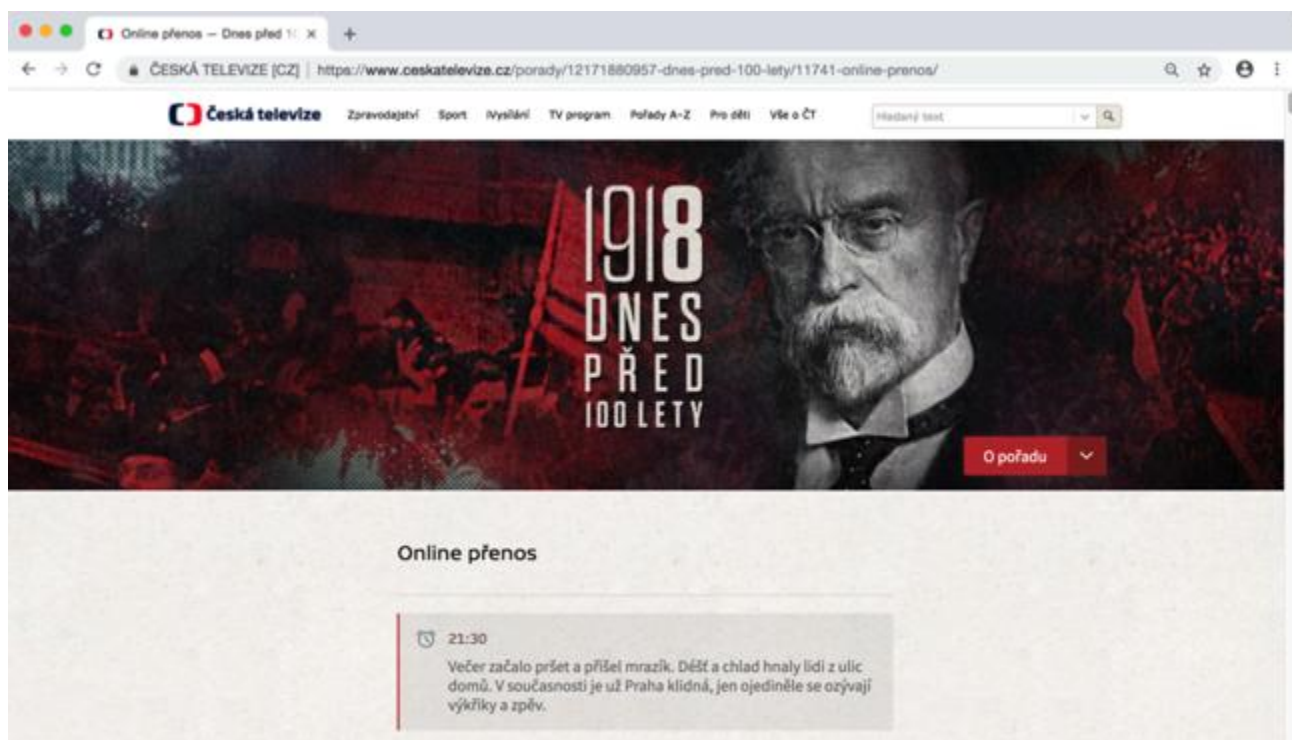 Online přenos — Dnes před 10
ČESKÁ TELEVIZE [CZ] | https://www.ceskatelevize.cz/porady/12171880957-dnes-pred-100-lety/11741-online-prenos/
Česká televize Zpravodajství Sport iVysílání TV program Pořady A-Z Pro děti Vše o ČT Hledaný text
1918
DNES
PŘED
100 LETY
O pořadu
Online přenos
21:30
Večer začalo pršet a přišel mrazík. Déšť a chlad hnaly lidi z ulic
domů. V současnosti je už Praha klidná, jen ojediněle se ozývají
výkřiky a zpěv.